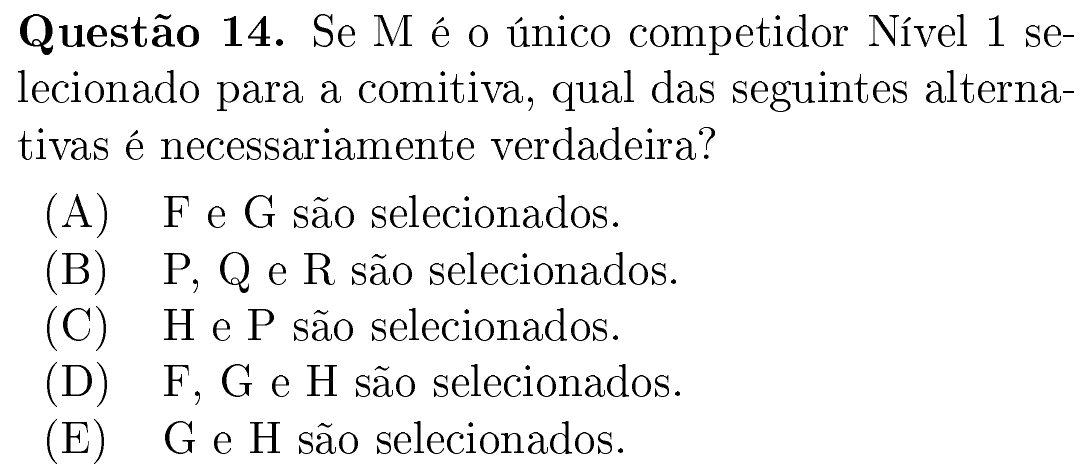 Questão 14. Se M é o único competidor Nível 1 se-
lecionado para a comitiva, qual das seguintes alterna-
tivas é necessariamente verdadeira?
(A) F e G são selecionados.
(B) P, Q e R são selecionados.
(C) H e P são selecionados.
(D) F, G e H são selecionados.
(E) G e H são selecionados.